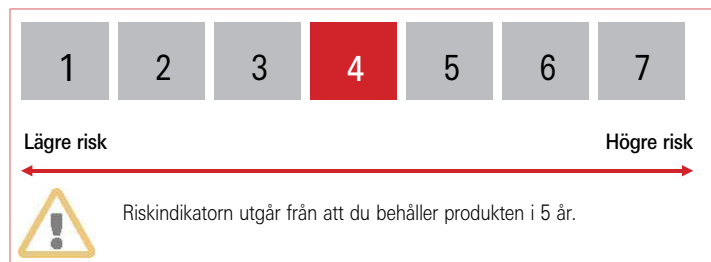 1 2 3 4 5 6 7
Lägre risk Högre risk
Riskindikatorn utgår från att du behåller produkten i 5 år.